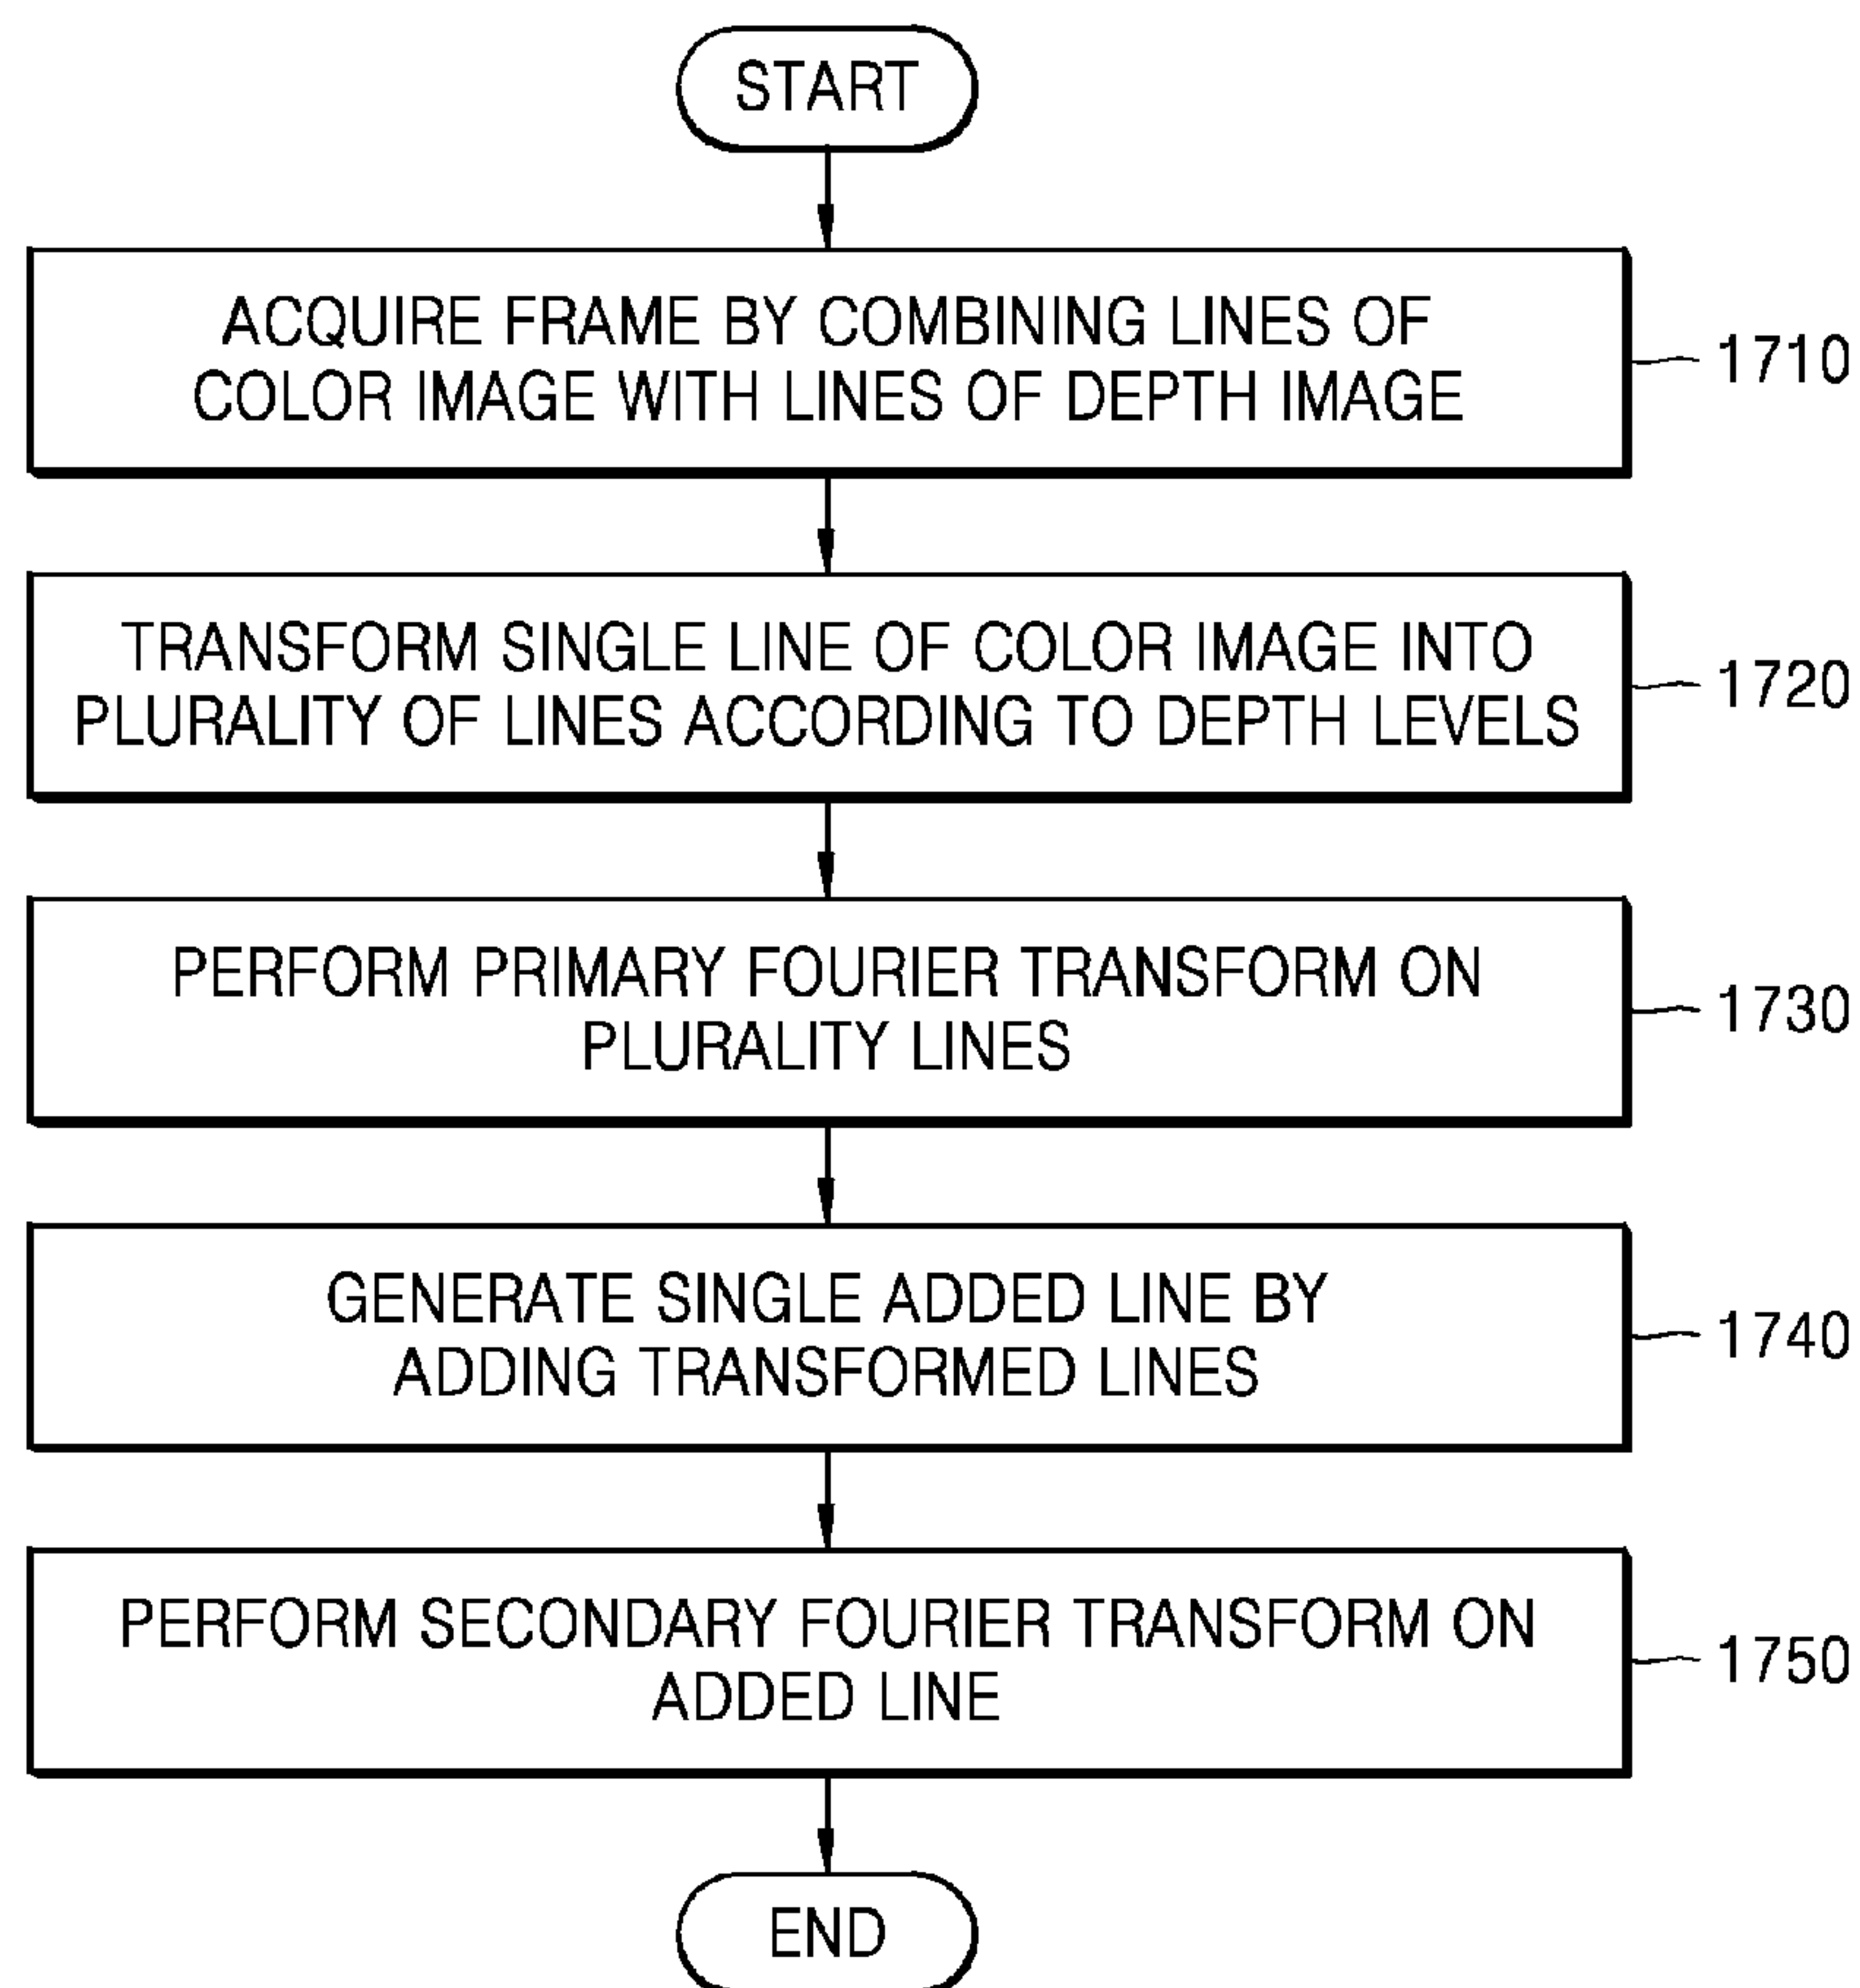 START
ACQUIRE FRAME BY COMBINING LINES OF
COLOR IMAGE WITH LINES OF DEPTH IMAGE
1710
TRANSFORM SINGLE LINE OF COLOR IMAGE INTO
PLURALITY OF LINES ACCORDING TO DEPTH LEVELS
1720
PERFORM PRIMARY FOURIER TRANSFORM ON
PLURALITY LINES
1730
GENERATE SINGLE ADDED LINE BY
ADDING TRANSFORMED LINES
1740
PERFORM SECONDARY FOURIER TRANSFORM ON
ADDED LINE
1750
END